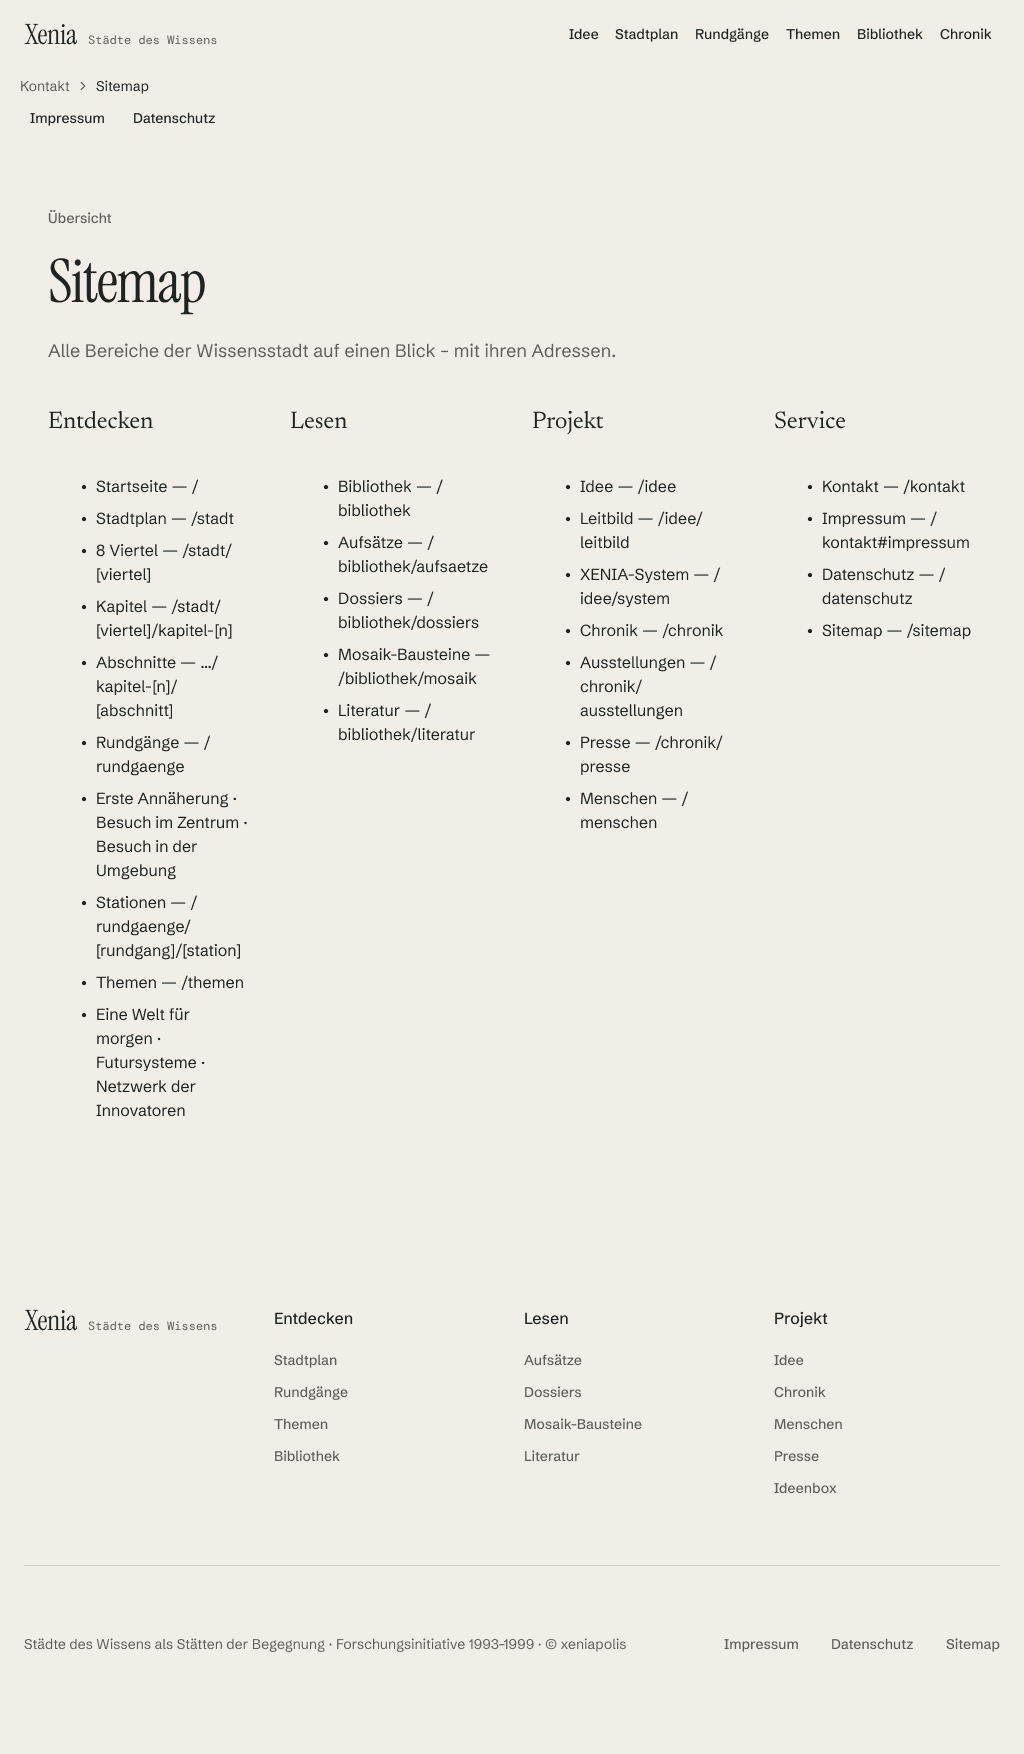 Xenia Städte des Wissens
Idee Stadtplan Rundgänge Themen Bibliothek Chronik
Kontakt > Sitemap
Impressum Datenschutz
Übersicht
Sitemap
Alle Bereiche der Wissensstadt auf einen Blick – mit ihren Adressen.
Entdecken
• Startseite — /
• Stadtplan — /stadt
• 8 Viertel — /stadt/
[viertel]
• Kapitel — /stadt/
[viertel]/kapitel-[n]
• Abschnitte — …/
kapitel-[n]/
[abschnitt]
• Rundgänge — /
rundgaenge
• Erste Annäherung ·
Besuch im Zentrum ·
Besuch in der
Umgebung
• Stationen — /
rundgaenge/
[rundgang]/[station]
• Themen — /themen
• Eine Welt für
morgen ·
Futursysteme ·
Netzwerk der
Innovatoren
Lesen
• Bibliothek — /
bibliothek
• Aufsätze — /
bibliothek/aufsaetze
• Dossiers — /
bibliothek/dossiers
• Mosaik-Bausteine —
/bibliothek/mosaik
• Literatur — /
bibliothek/literatur
Projekt
• Idee — /idee
• Leitbild — /idee/
leitbild
• XENIA-System — /
idee/system
• Chronik — /chronik
• Ausstellungen — /
chronik/
ausstellungen
• Presse — /chronik/
presse
• Menschen — /
menschen
Service
• Kontakt — /kontakt
• Impressum — /
kontakt#impressum
• Datenschutz — /
datenschutz
• Sitemap — /sitemap
Xenia Städte des Wissens
Entdecken
Stadtplan
Rundgänge
Themen
Bibliothek
Lesen
Aufsätze
Dossiers
Mosaik-Bausteine
Literatur
Projekt
Idee
Chronik
Menschen
Presse
Ideenbox
Städte des Wissens als Stätten der Begegnung · Forschungsinitiative 1993–1999 · © xeniapolis
Impressum Datenschutz Sitemap